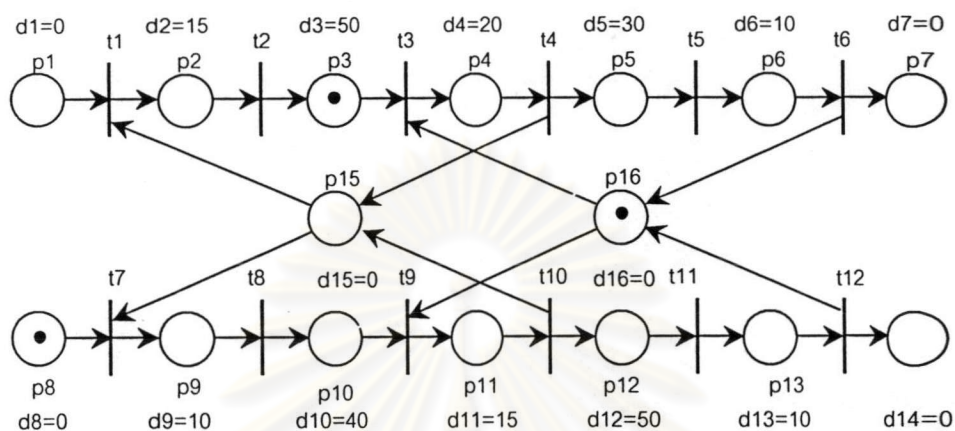 d1=0 d2=15 d3=50 d4=20 d5=30 d6=10 d7=0
t1 t2 t3 t4 t5 t6
p1 p2 p3 p4 p5 p6 p7
p15 p16
t7 t8 d15=0 t9 t10 d16=0 t11 t12
p8 p9 p10 p11 p12 p13
d8=0 d9=10 d10=40 d11=15 d12=50 d13=10 d14=0